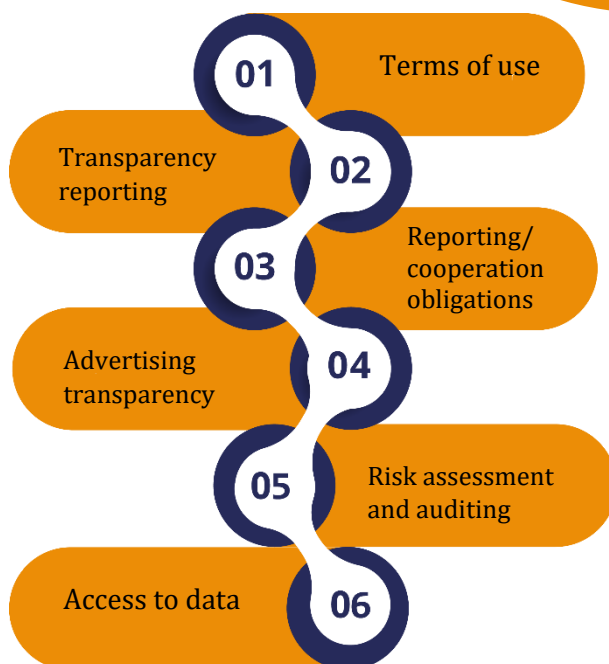 01
Terms of use
Transparency
reporting
02
03
Reporting/
cooperation
obligations
Advertising
transparency
04
05
Risk assessment
and auditing
Access to data
06